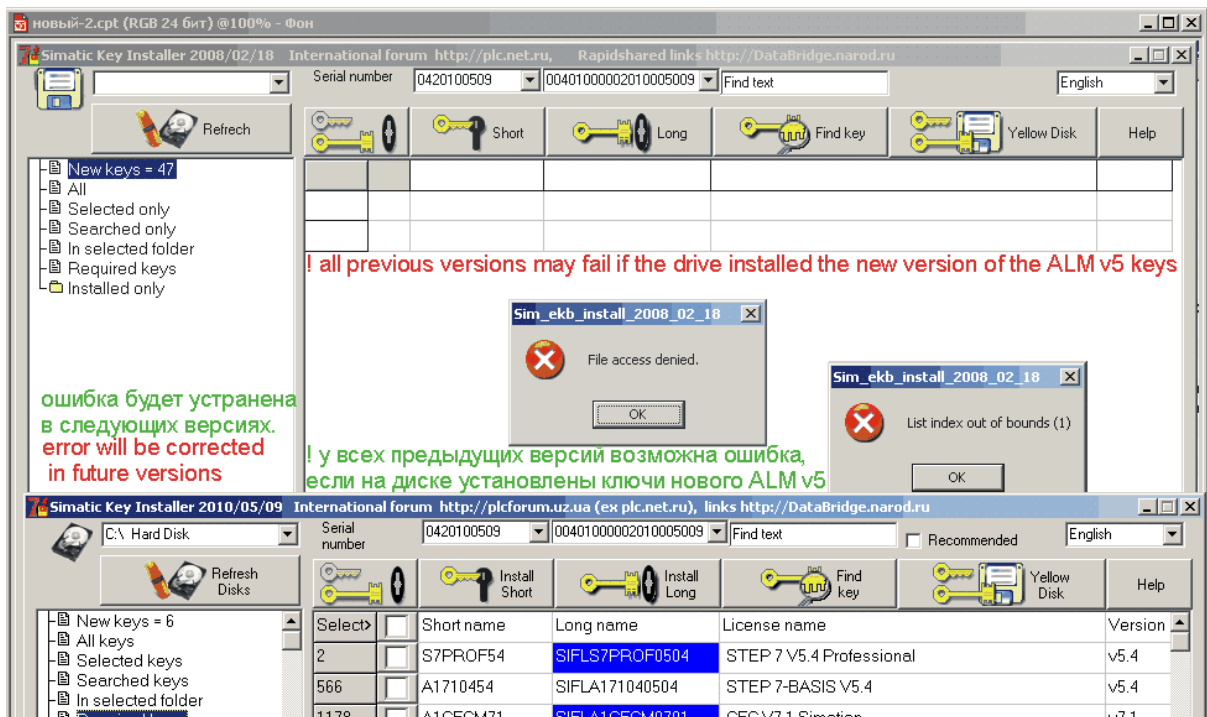 новый-2.cpt (RGB 24 бит) @100% - Фон
Simatic Key Installer 2008/02/18 International forum http://plc.net.ru, Rapidshared links http://DataBridge.narod.ru
Serial number 0420100509 00401000002010005009 Find text English
Refrech Short Long Find key Yellow Disk Help
New keys = 47
All
Selected only
Searched only
In selected folder
Required keys
Installed only
! all previous versions may fail if the drive installed the new version of the ALM v5 keys
Sim_ekb_install_2008_02_18
File access denied.
OK
Sim_ekb_install_2008_02_18
List index out of bounds (1)
OK
ошибка будет устранена
в следующих версиях.
error will be corrected
in future versions
! у всех предыдущих версий возможна ошибка,
если на диске установлены ключи нового ALM v5
Simatic Key Installer 2010/05/09 International forum http://plcforum.uz.ua (ex plc.net.ru), links http://DataBridge.narod.ru
C:\ Hard Disk
Serial
number
0420100509 00401000002010005009 Find text Recommended English
Refresh
Disks
Install
Short
Install
Long
Find
key
Yellow
Disk
Help
New keys = 6
All keys
Selected keys
Searched keys
In selected folder
Select> Short name Long name License name Version
2 S7PROF54 SIFLS7PROF0504 STEP 7 V5.4 Professional v5.4
566 A1710454 SIFLA171040504 STEP 7-BASIS V5.4 v5.4
1178 A1CFCM71 SIFLA1CFCM0701 CFC V7.1 Simotion v7.1